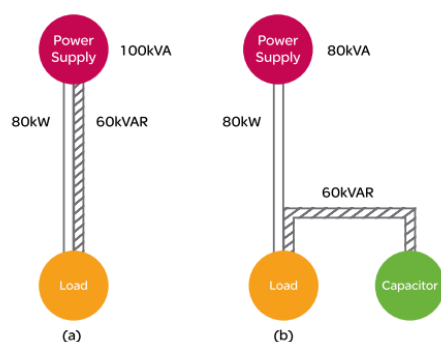 Power
Supply
100kVA
80kW
60kVAR
Load
(a)
Power
Supply
80kVA
80kW
60kVAR
Load
Capacitor
(b)